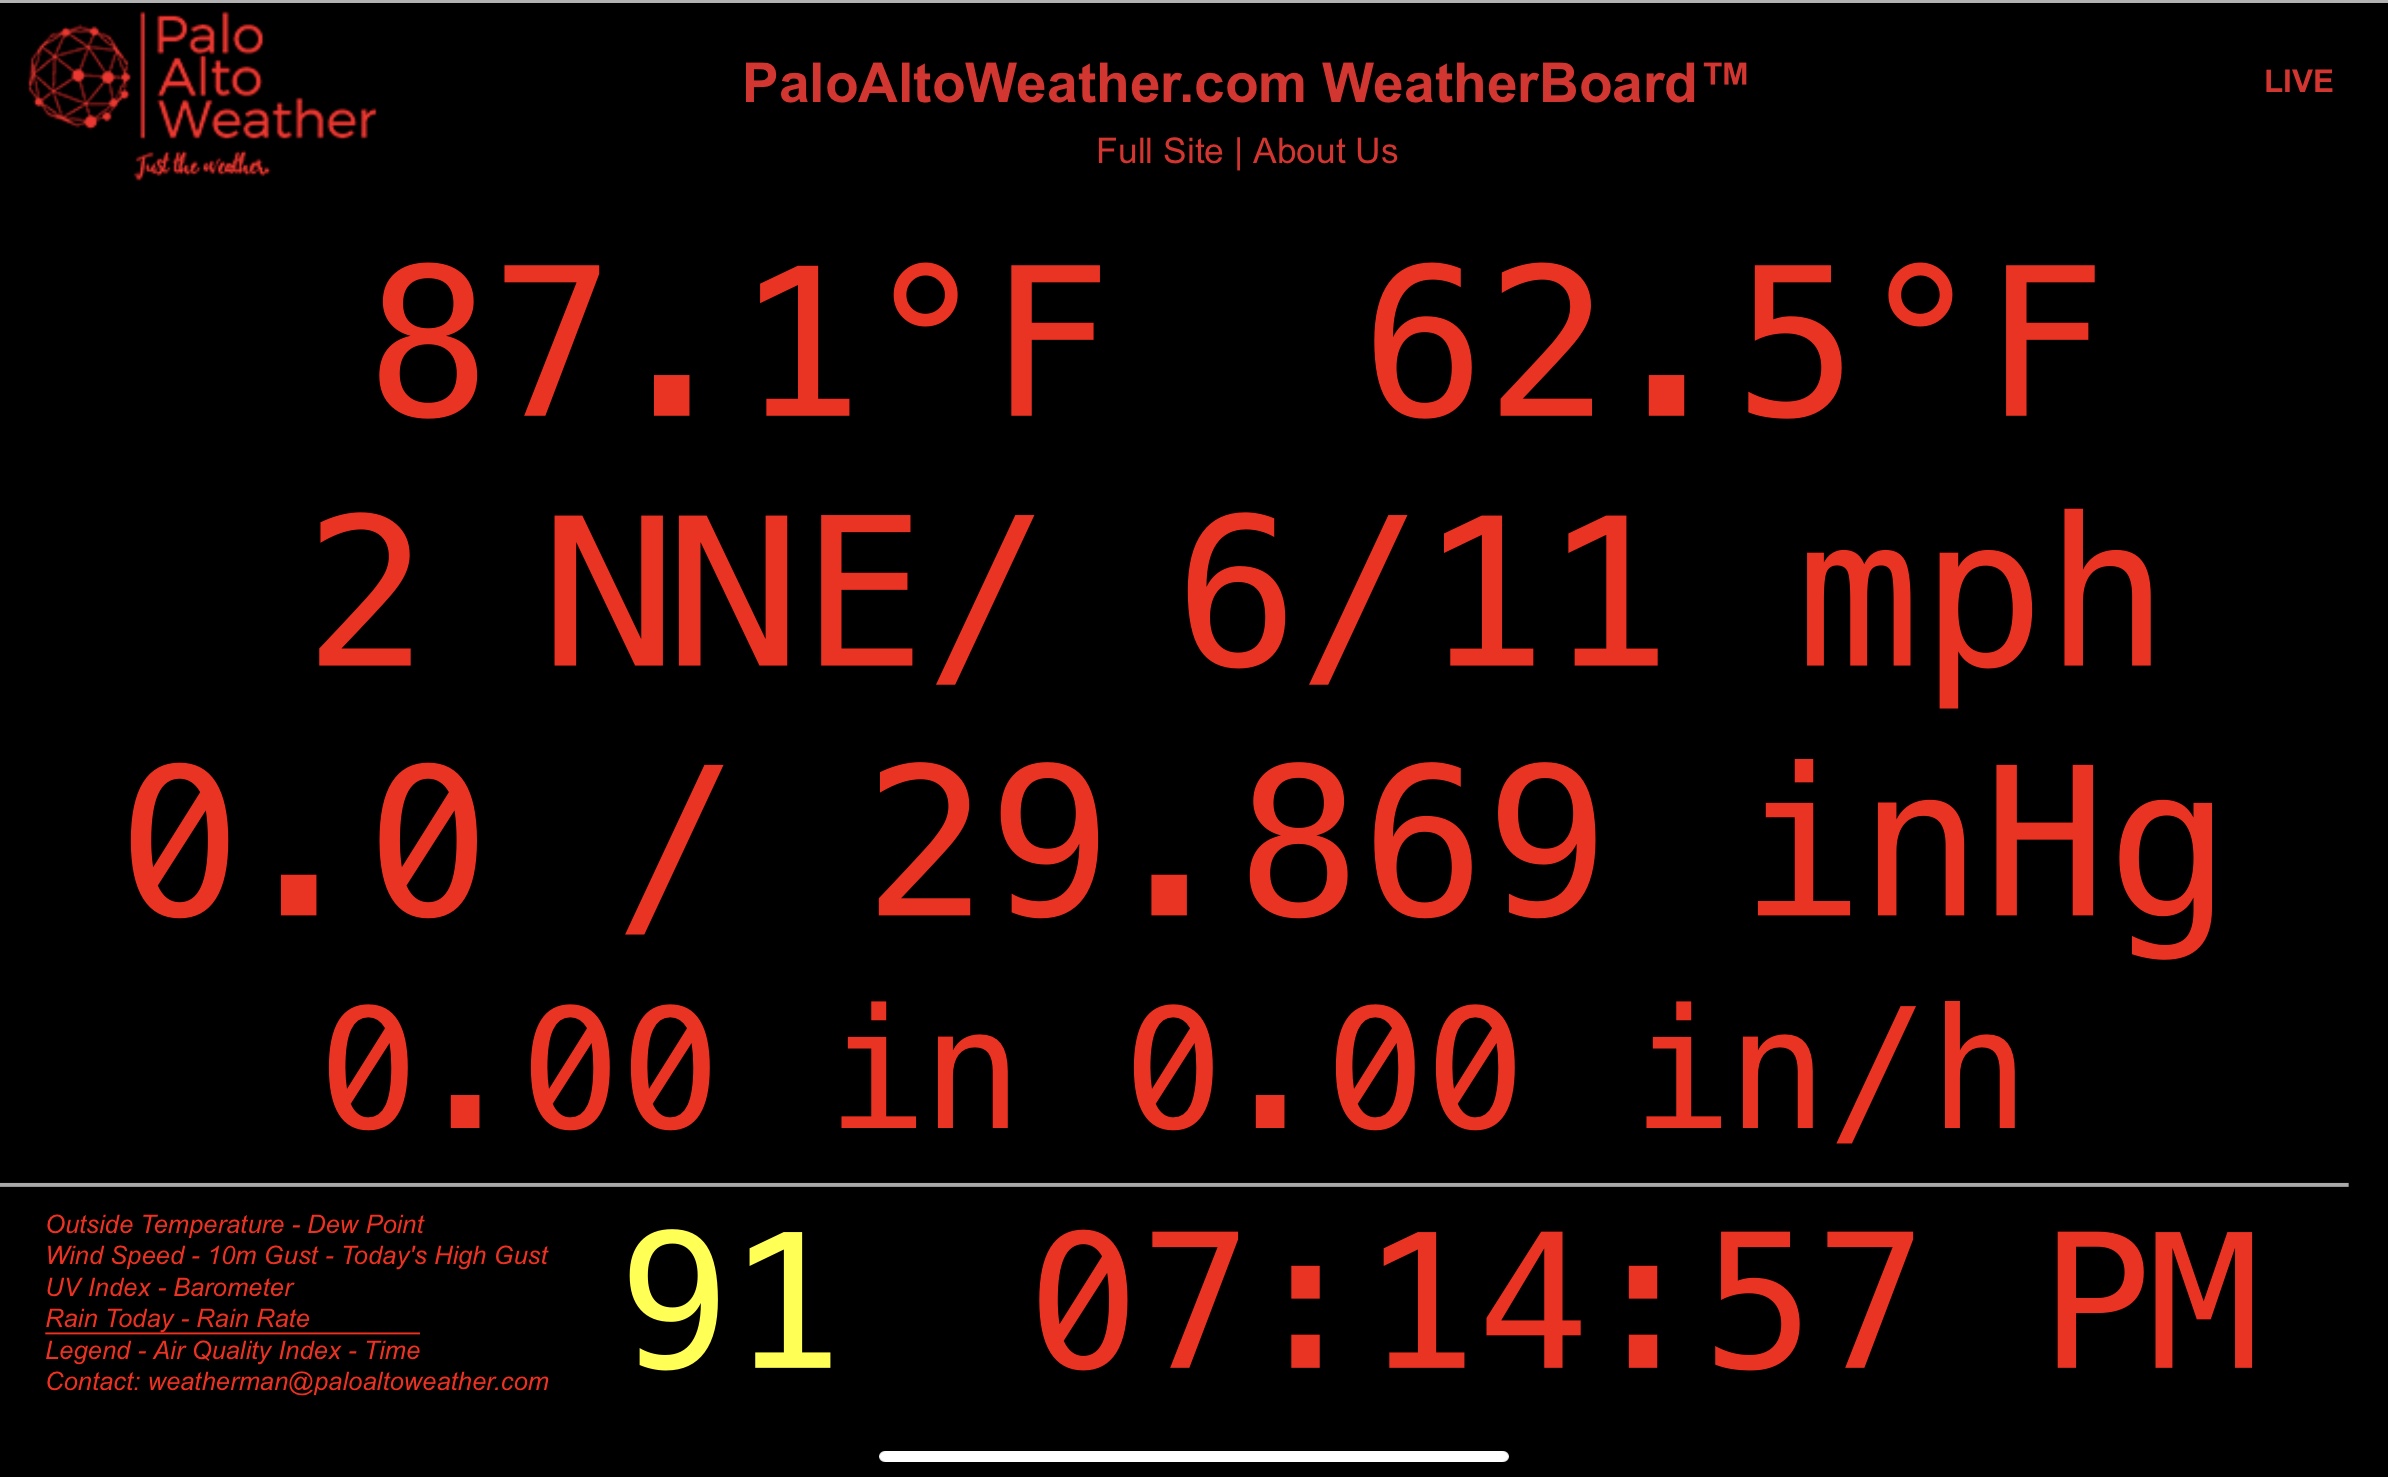 Palo
Alto
Weather
Just the weather.
PaloAltoWeather.com WeatherBoard™
Full Site | About Us
LIVE
87.1°F 62.5°F
2 NNE/ 6/11 mph
0.0 / 29.869 inHg
0.00 in 0.00 in/h
Outside Temperature - Dew Point
Wind Speed - 10m Gust - Today's High Gust
UV Index - Barometer
Rain Today - Rain Rate
Legend - Air Quality Index - Time
Contact: weatherman@paloaltoweather.com
91
07:14:57 PM